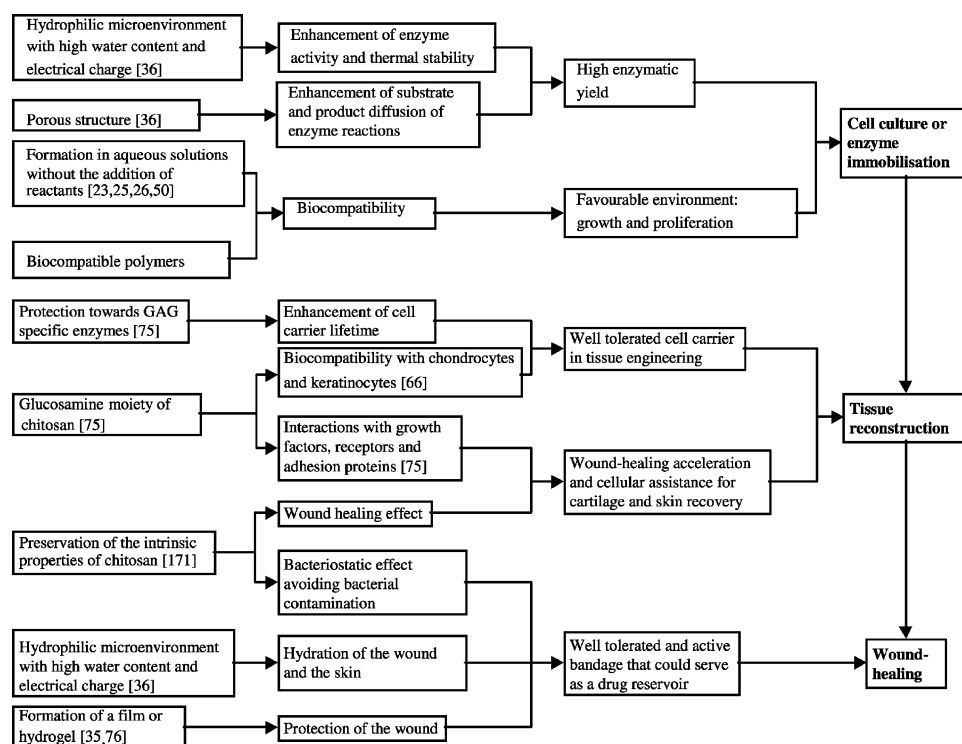 Hydrophilic microenvironment
with high water content and
electrical charge [36]
Enhancement of enzyme
activity and thermal stability
High enzymatic
yield
Porous structure [36]
Enhancement of substrate
and product diffusion of
enzyme reactions
Cell culture or
enzyme
immobilisation
Formation in aqueous solutions
without the addition of
reactants [23,25,26,50]
Biocompatibility
Favourable environment:
growth and proliferation
Biocompatible polymers
Protection towards GAG
specific enzymes [75]
Enhancement of cell
carrier lifetime
Well tolerated cell carrier
in tissue engineering
Biocompatibility with chondrocytes
and keratinocytes [66]
Glucosamine moiety of
chitosan [75]
Tissue
reconstruction
Interactions with growth
factors, receptors and
adhesion proteins [75]
Wound-healing acceleration
and cellular assistance for
cartilage and skin recovery
Wound healing effect
Preservation of the intrinsic
properties of chitosan [171]
Bacteriostatic effect
avoiding bacterial
contamination
Hydrophilic microenvironment
with high water content and
electrical charge [36]
Hydration of the wound
and the skin
Well tolerated and active
bandage that could serve
as a drug reservoir
Wound-
healing
Formation of a film or
hydrogel [35,76]
Protection of the wound